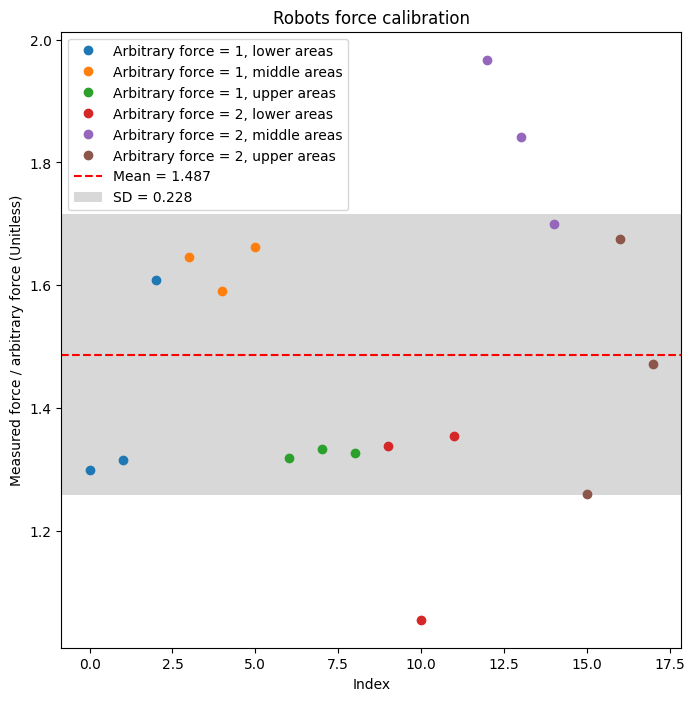 Robots force calibration
Arbitrary force = 1, lower areas
Arbitrary force = 1, middle areas
Arbitrary force = 1, upper areas
Arbitrary force = 2, lower areas
Arbitrary force = 2, middle areas
Arbitrary force = 2, upper areas
Mean = 1.487
SD = 0.228
Measured force / arbitrary force (Unitless)
2.0
1.8
1.6
1.4
1.2
0.0
2.5
5.0
7.5
10.0
12.5
15.0
17.5
Index